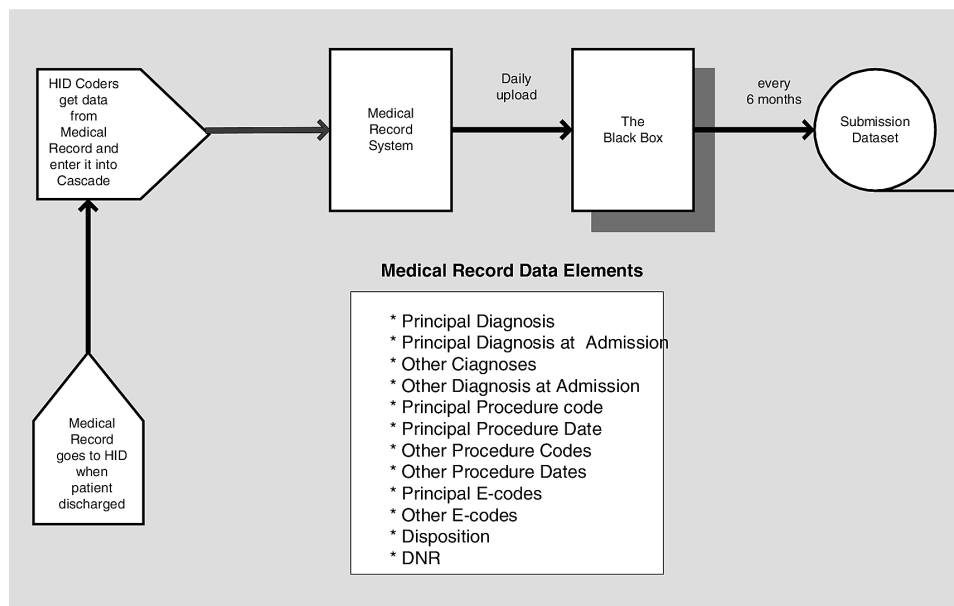 HID Coders
get data
from
Medical
Record and
enter it into
Cascade
Medical
Record
System
Daily
upload
The
Black Box
every
6 months
Submission
Dataset
Medical
Record
goes to HID
when
patient
discharged
Medical Record Data Elements
* Principal Diagnosis
* Principal Diagnosis at  Admission
* Other Ciagnoses
* Other Diagnosis at Admission
* Principal Procedure code
* Principal Procedure Date
* Other Procedure Codes
* Other Procedure Dates
* Principal E-codes
* Other E-codes
* Disposition
* DNR